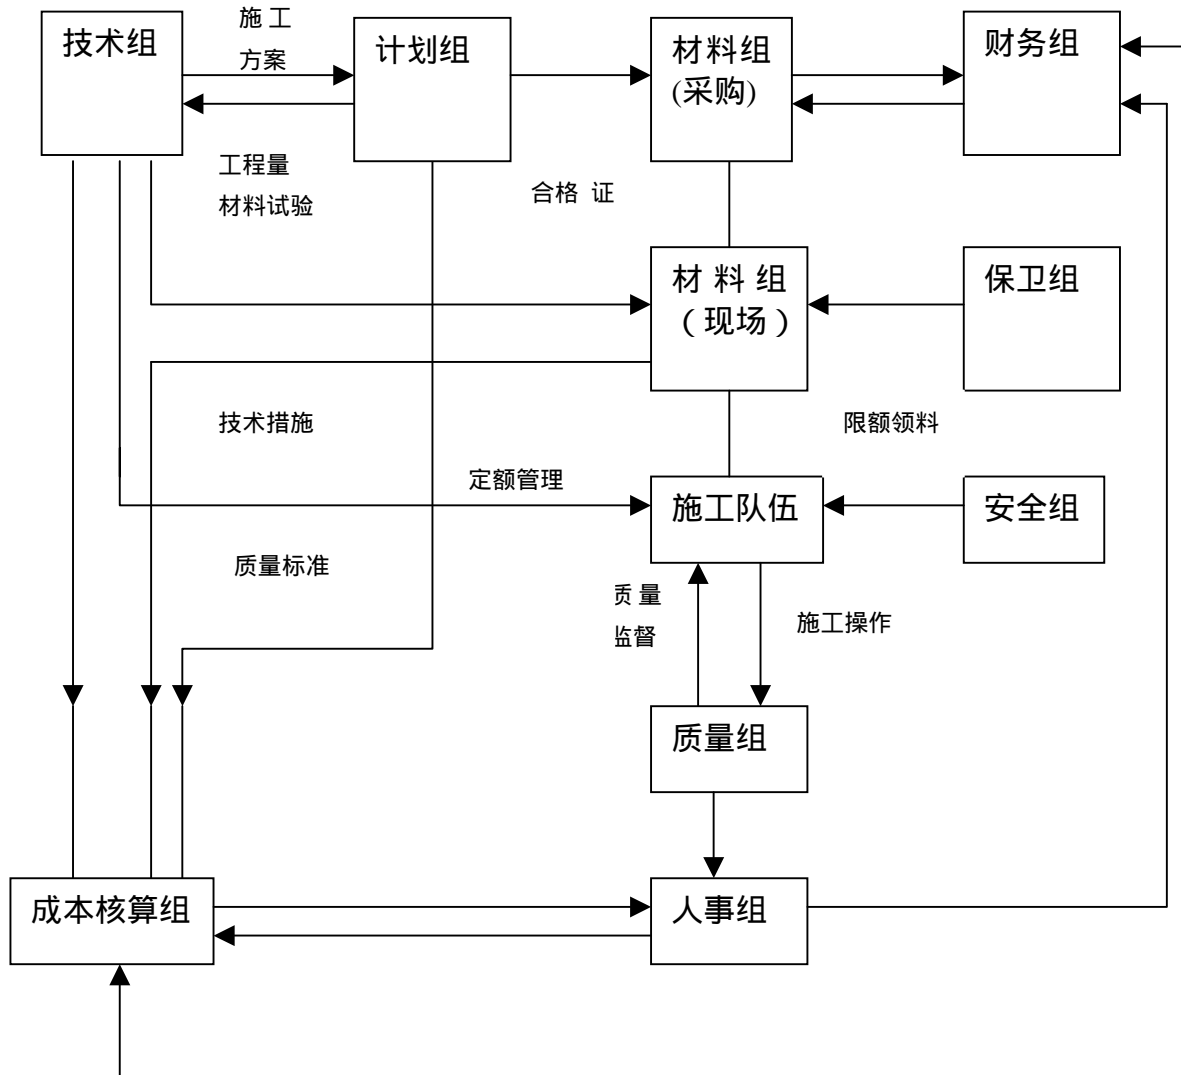 施 工
方案
技术组
计划组
材料组
(采购)
财务组
工程量
材料试验
合格 证
材 料 组
（现场）
保卫组
技术措施
限额领料
定额管理
施工队伍
安全组
质量标准
质 量
监督
施工操作
质量组
成本核算组
人事组